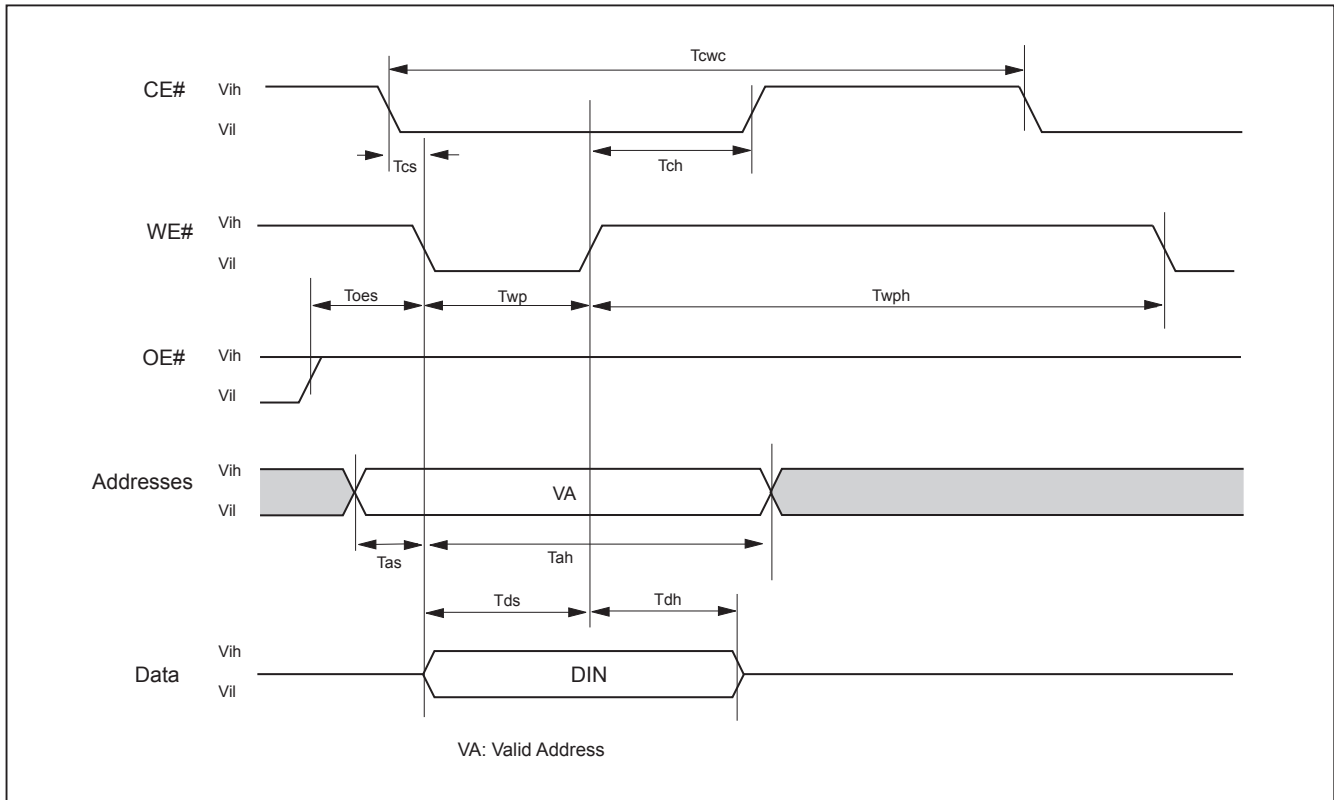 Tcwc
CE#
Vih
Vil
Tcs
Tch
WE#
Vih
Vil
Toes
Twp
Twph
OE#
Vih
Vil
Addresses
Vih
Vil
VA
Tas
Tah
Tds
Tdh
Data
Vih
Vil
DIN
VA: Valid Address